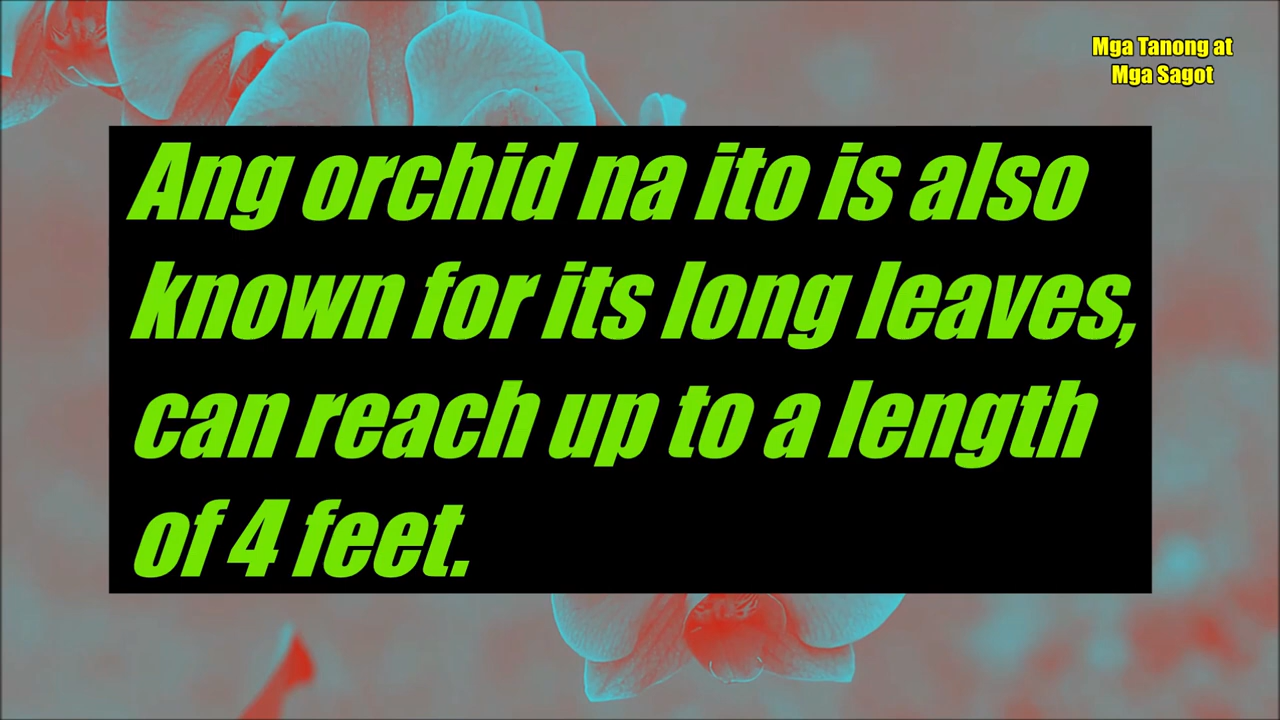 Mga Tanong at
Mga Sagot
Ang orchid na ito is also
known for its long leaves,
can reach up to a length
of 4 feet.